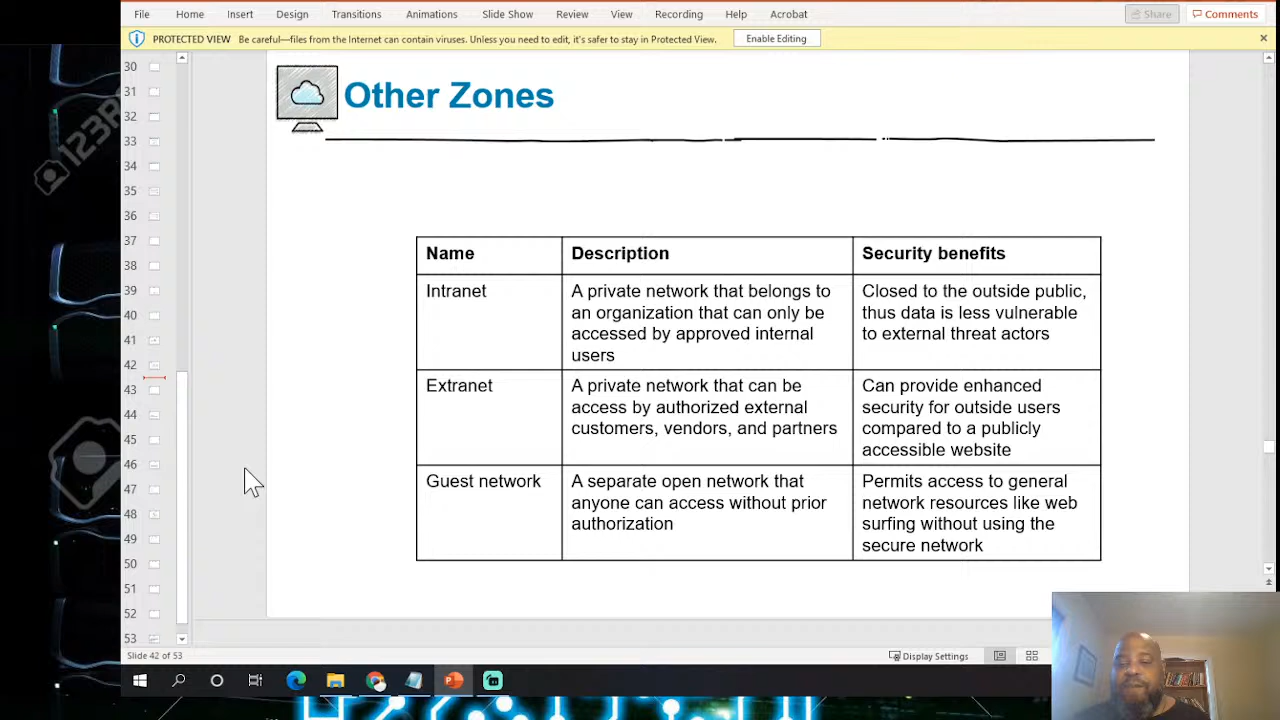 File Home Insert Design Transitions Animations Slide Show Review View Recording Help Acrobat Share Comments
PROTECTED VIEW Be careful—files from the Internet can contain viruses. Unless you need to edit, it's safer to stay in Protected View. Enable Editing
30
31
32
33
34
35
36
37
38
39
40
41
42
43
44
45
46
47
48
49
50
51
52
53
Other Zones
Name Description Security benefits
Intranet
A private network that belongs to
an organization that can only be
accessed by approved internal
users
Closed to the outside public,
thus data is less vulnerable
to external threat actors
Extranet
A private network that can be
access by authorized external
customers, vendors, and partners
Can provide enhanced
security for outside users
compared to a publicly
accessible website
Guest network
A separate open network that
anyone can access without prior
authorization
Permits access to general
network resources like web
surfing without using the
secure network
Slide 42 of 53 Display Settings